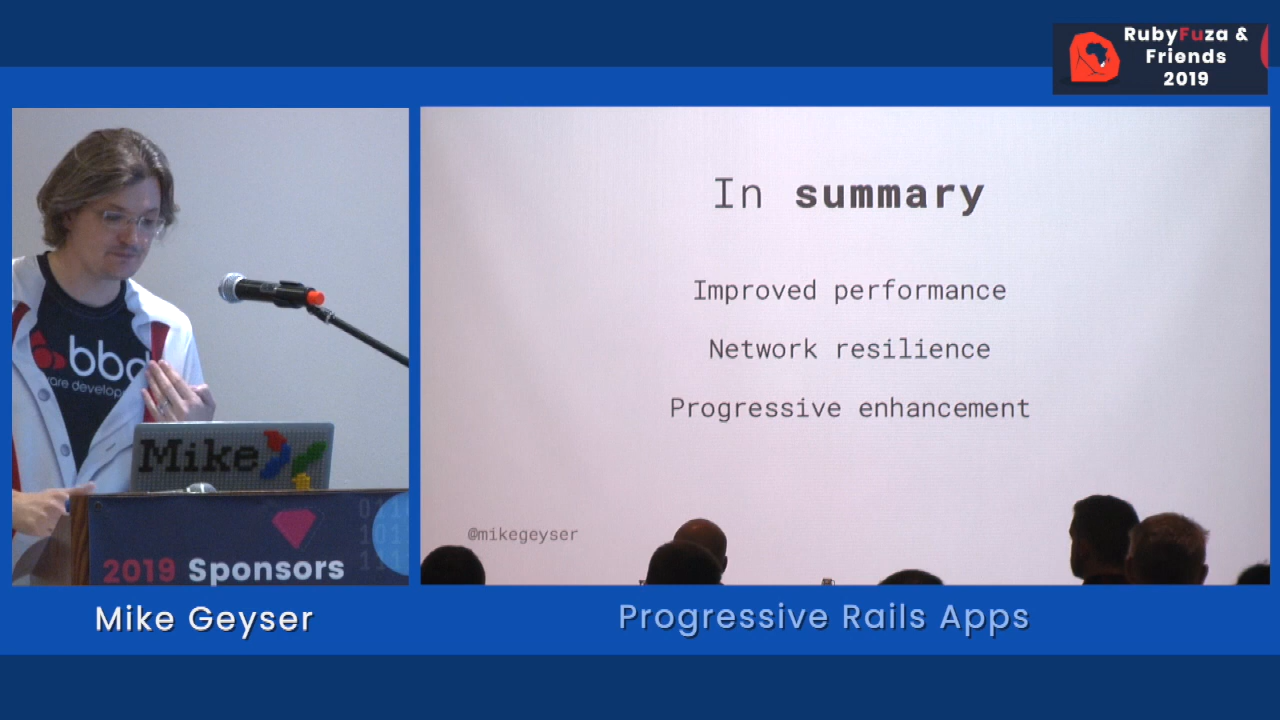 RubyFuza &
Friends
2019
In summary
Improved performance
Network resilience
Progressive enhancement
@mikegeyser
bbd
Mike
2019 Sponsors
Mike Geyser
Progressive Rails Apps